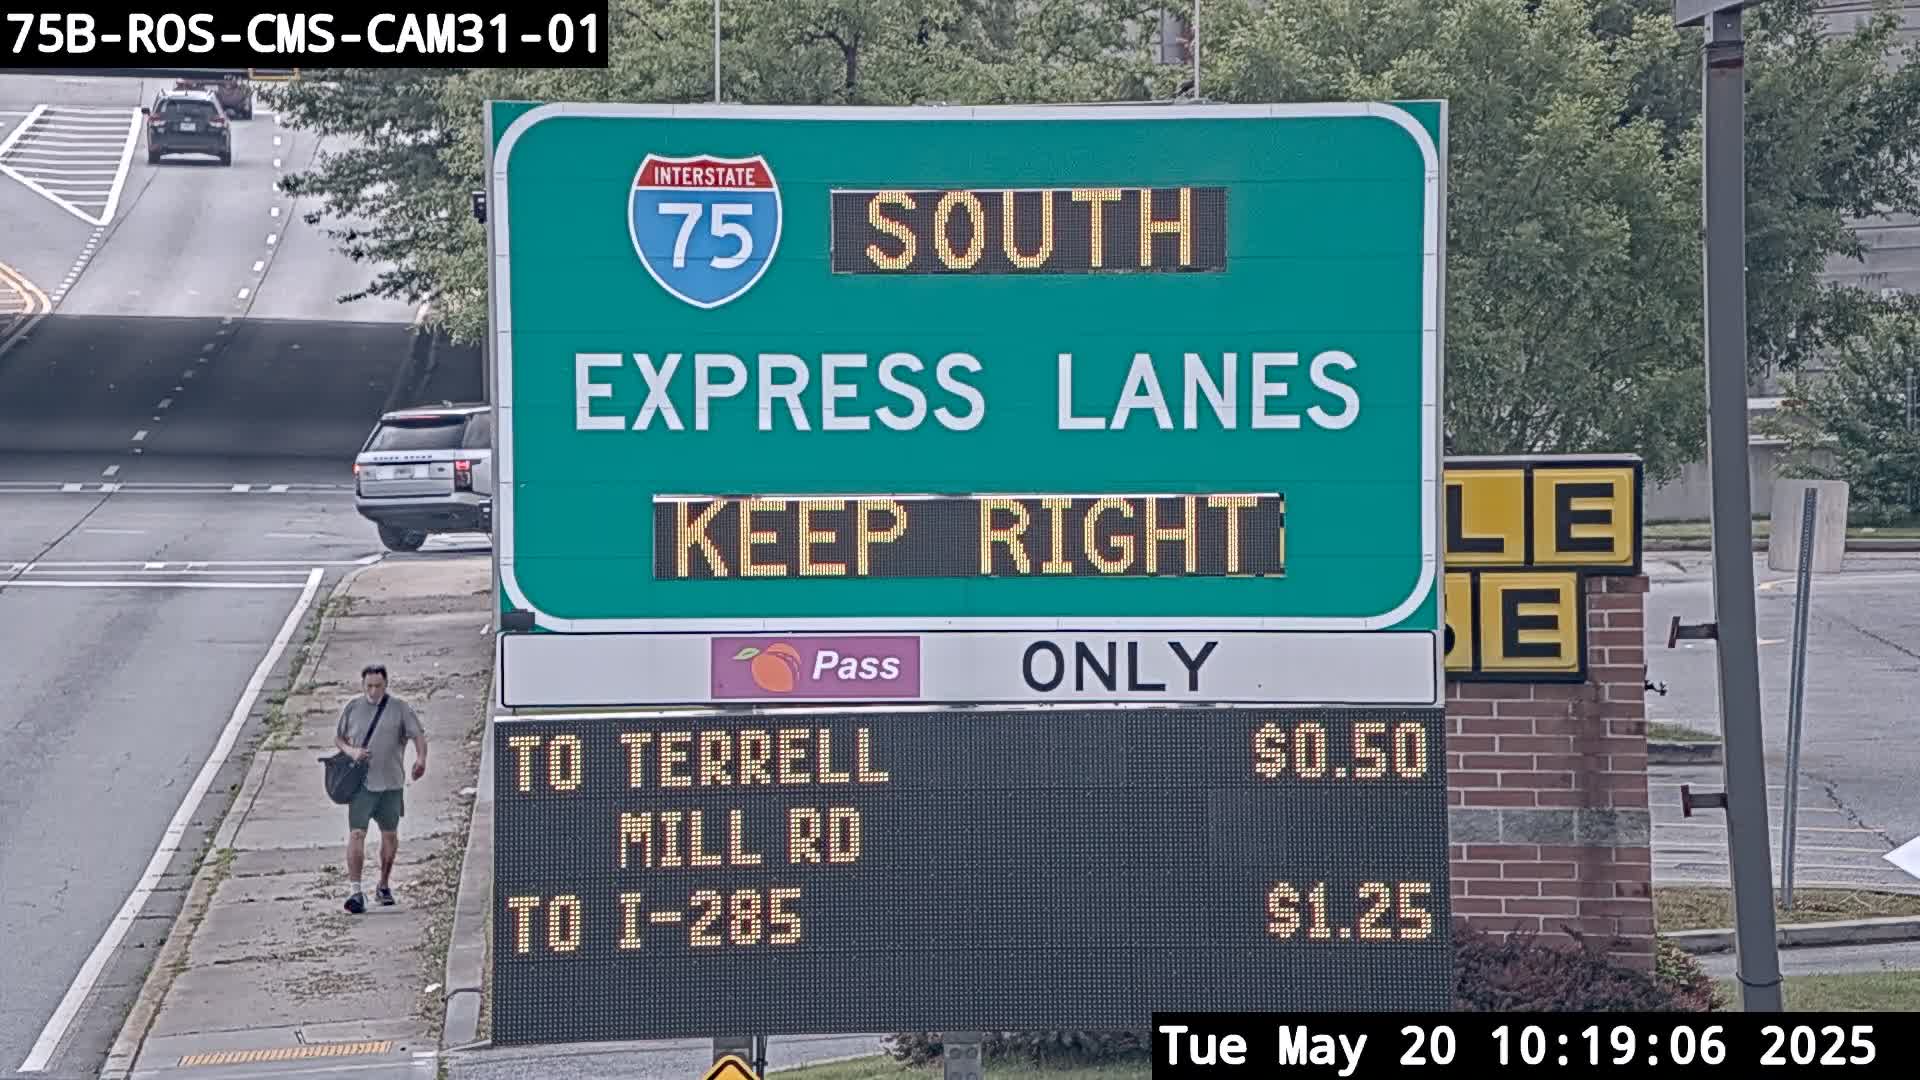 75B-ROS-CMS-CAM31-01
INTERSTATE
75
SOUTH
EXPRESS LANES
KEEP RIGHT
LE
E
Pass ONLY
TO TERRELL $0.50
MILL RD
TO I-285 $1.25
Tue May 20 10:19:06 2025